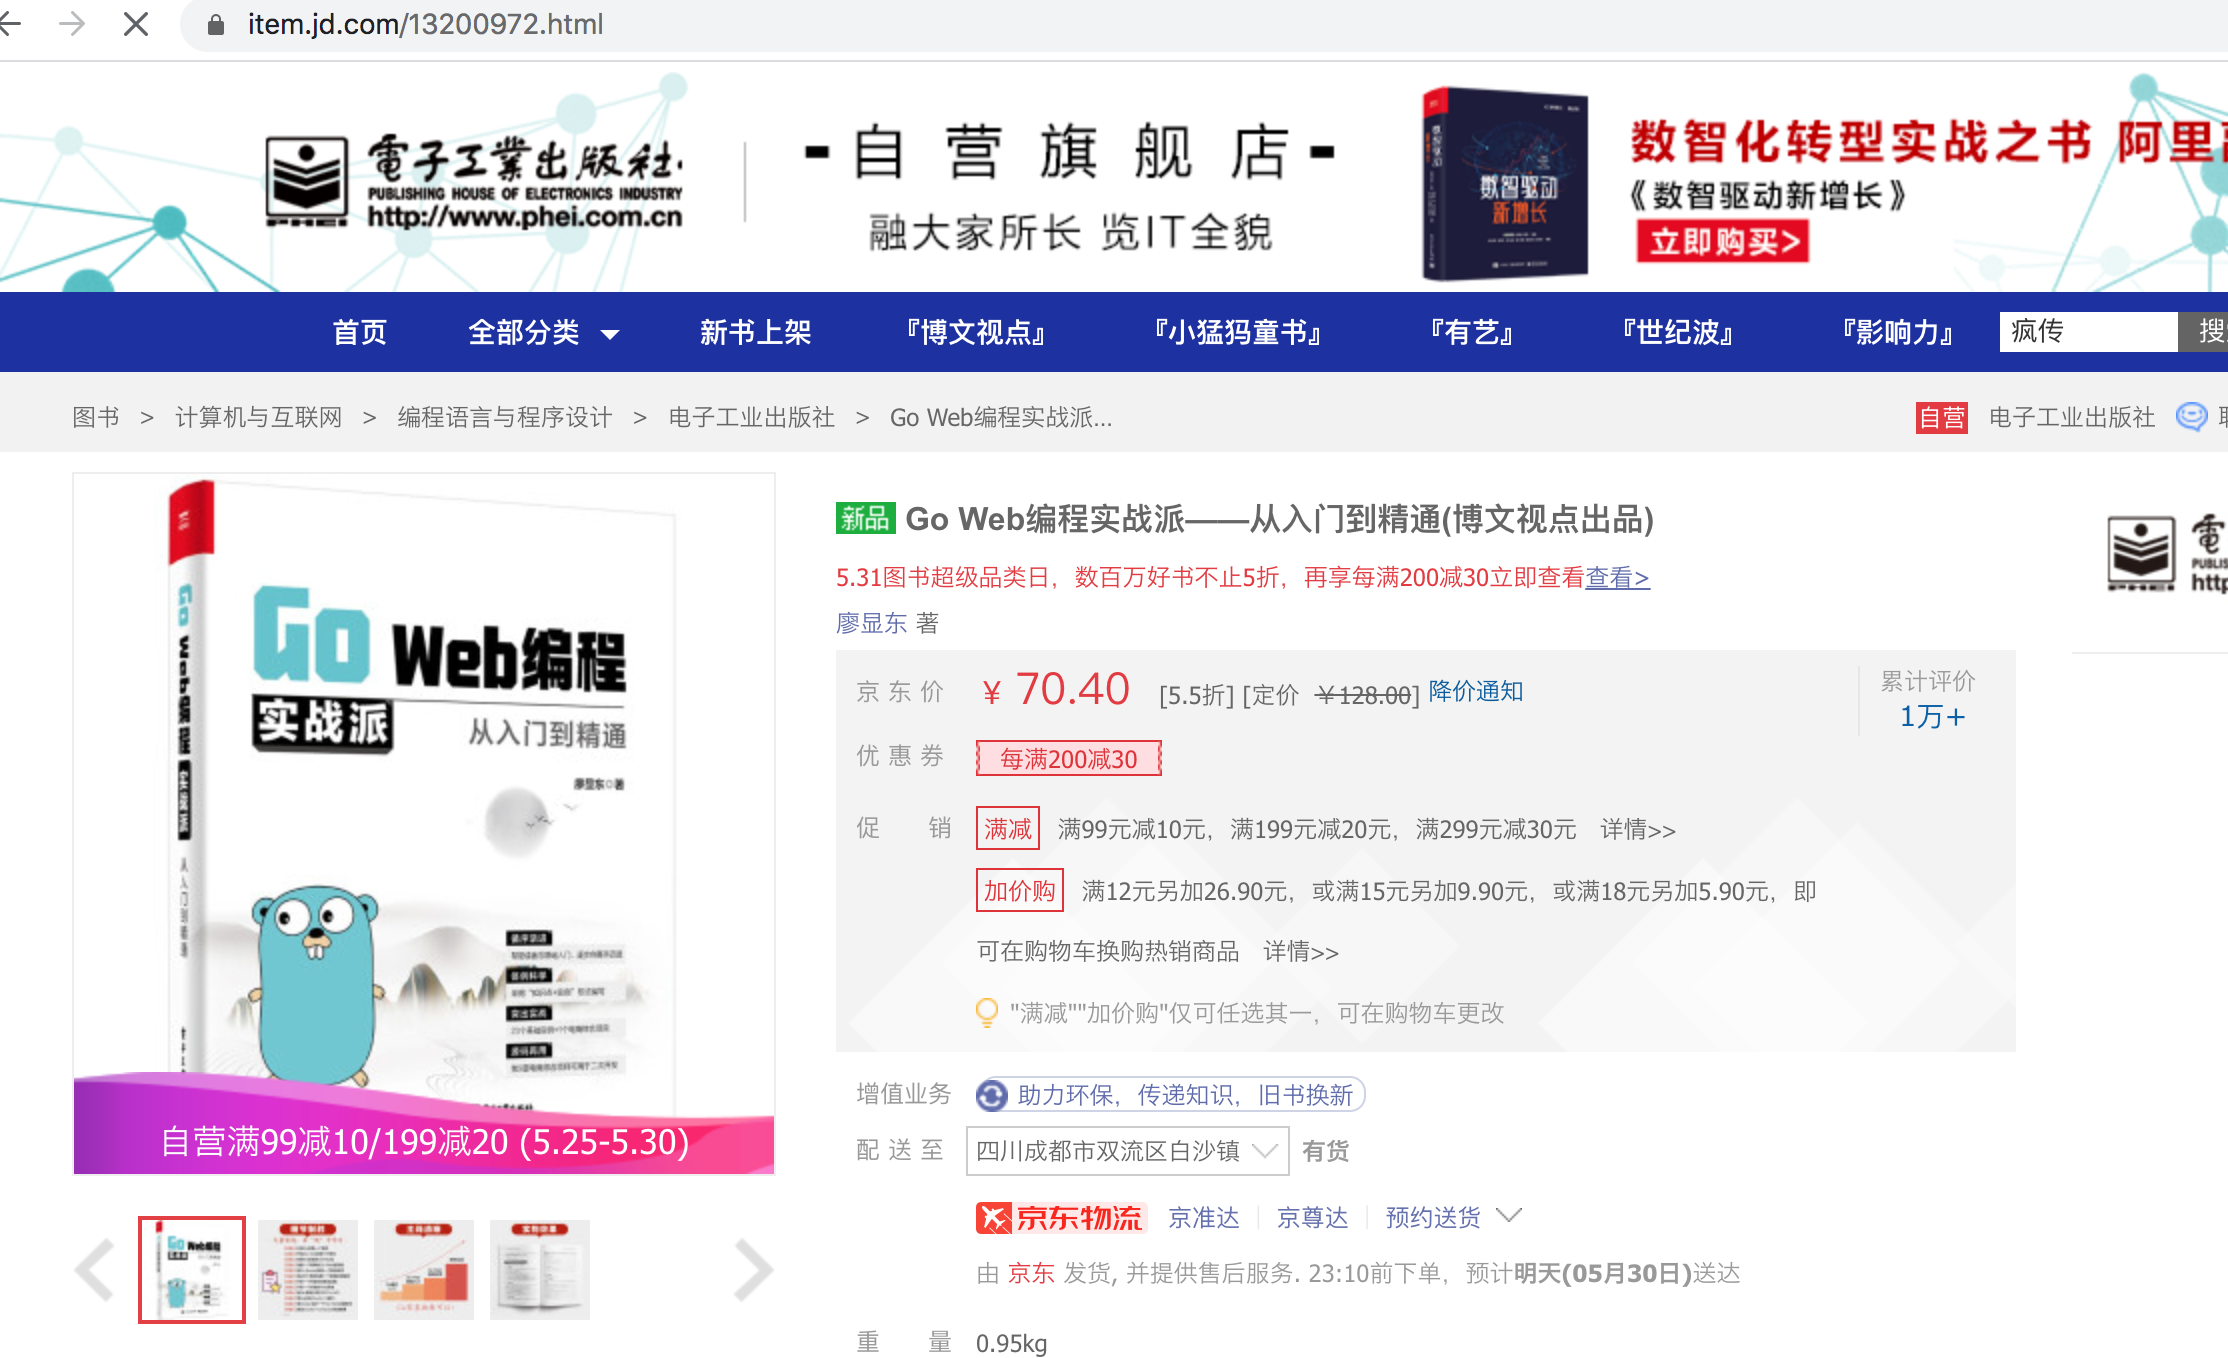 item.jd.com/13200972.html
電子工業出版社
PUBLISHING HOUSE OF ELECTRONICS INDUSTRY
http://www.phei.com.cn
PHEI
-自营旗舰店-
融大家所长 览IT全貌
数智驱动
新增长
数智化转型实战之书 阿里
《数智驱动新增长》
立即购买>
首页 全部分类 新书上架 『博文视点』 『小猛犸童书』 『有艺』 『世纪波』 『影响力』 疯传 搜
图书 > 计算机与互联网 > 编程语言与程序设计 > 电子工业出版社 > Go Web编程实战派...
自营 电子工业出版社
Go Web编程
实战派
从入门到精通
廖显东◎著
自营满99减10/199减20 (5.25-5.30)
新品 Go Web编程实战派——从入门到精通(博文视点出品)
5.31图书超级品类日，数百万好书不止5折，再享每满200减30立即查看查看>
廖显东 著
京东价 ￥70.40 [5.5折] [定价 ￥128.00] 降价通知
累计评价
1万+
优惠券 每满200减30
促销 满减 满99元减10元，满199元减20元，满299元减30元 详情>>
加价购 满12元另加26.90元，或满15元另加9.90元，或满18元另加5.90元，即
可在购物车换购热销商品 详情>>
"满减""加价购"仅可任选其一，可在购物车更改
增值业务 助力环保，传递知识，旧书换新
配送至 四川成都市双流区白沙镇 有货
京东物流 京准达 京尊达 预约送货
由 京东 发货, 并提供售后服务. 23:10前下单，预计明天(05月30日)送达
重量 0.95kg